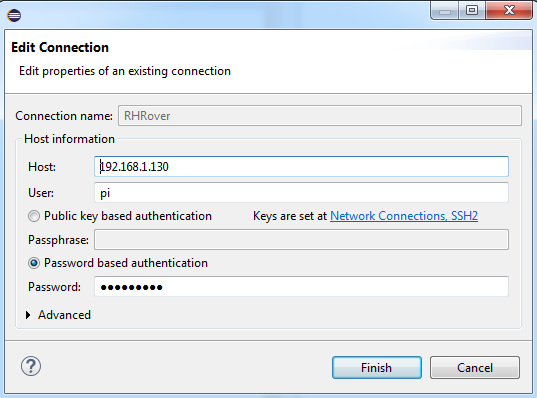 Edit Connection
Edit properties of an existing connection
Connection name: RHRover
Host information
Host: 192.168.1.130
User: pi
Public key based authentication Keys are set at Network Connections, SSH2
Passphrase:
Password based authentication
Password: ●●●●●●●●●
Advanced
? Finish Cancel